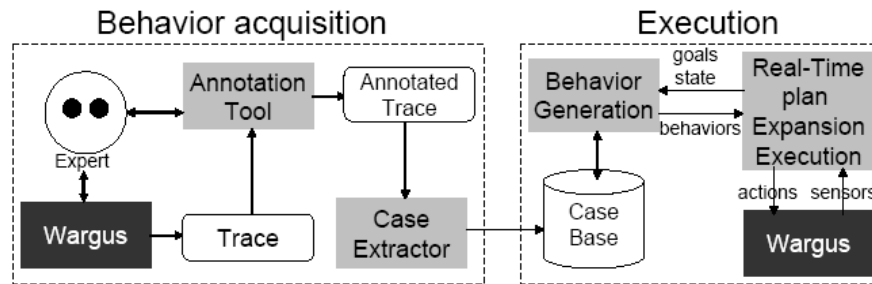 Behavior acquisition
Annotation
Tool
Annotated
Trace
Expert
Wargus
Trace
Case
Extractor
Execution
Behavior
Generation
goals
state
behaviors
Real-Time
plan
Expansion
Execution
actions
sensors
Case
Base
Wargus